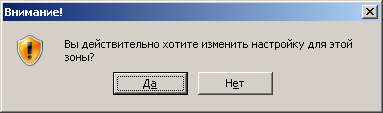 Внимание!
Вы действительно хотите изменить настройку для этой
зоны?
Да
Нет